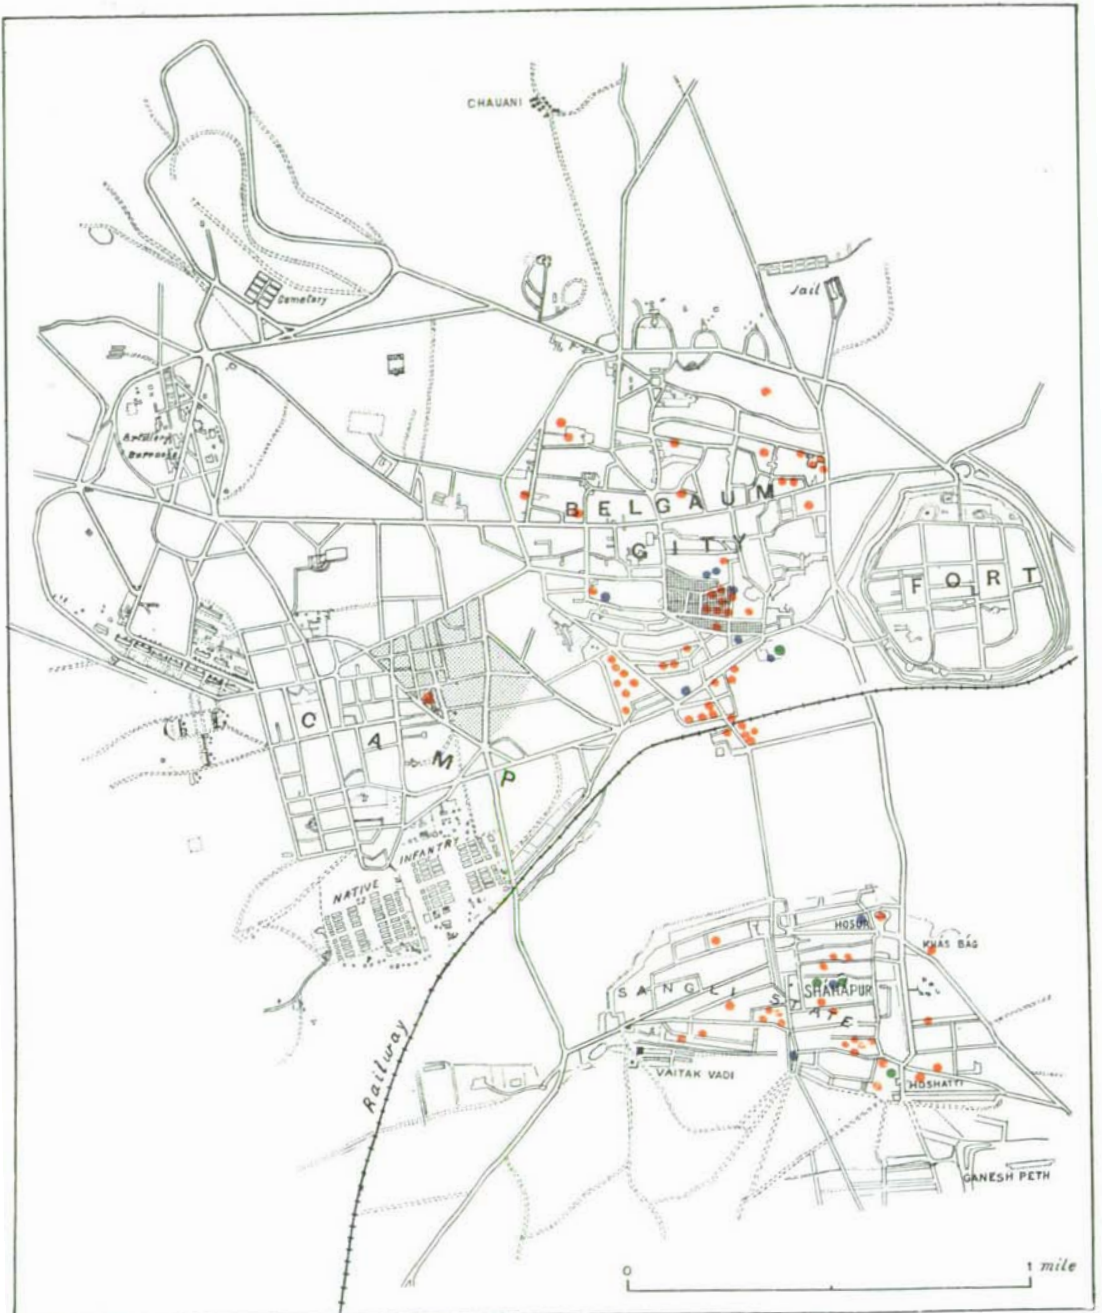 CHAUANI
Jail
Cemetery
Artillery
Barracks
BELGAUM
CITY
FORT
CAMP
NATIVE INFANTRY
HOSUR
KHAS BÁG
SANGLI STATE
SHAHAPUR
VAITAK VADI
HOSHATTI
GANESH PETH
Railway
0 1 mile